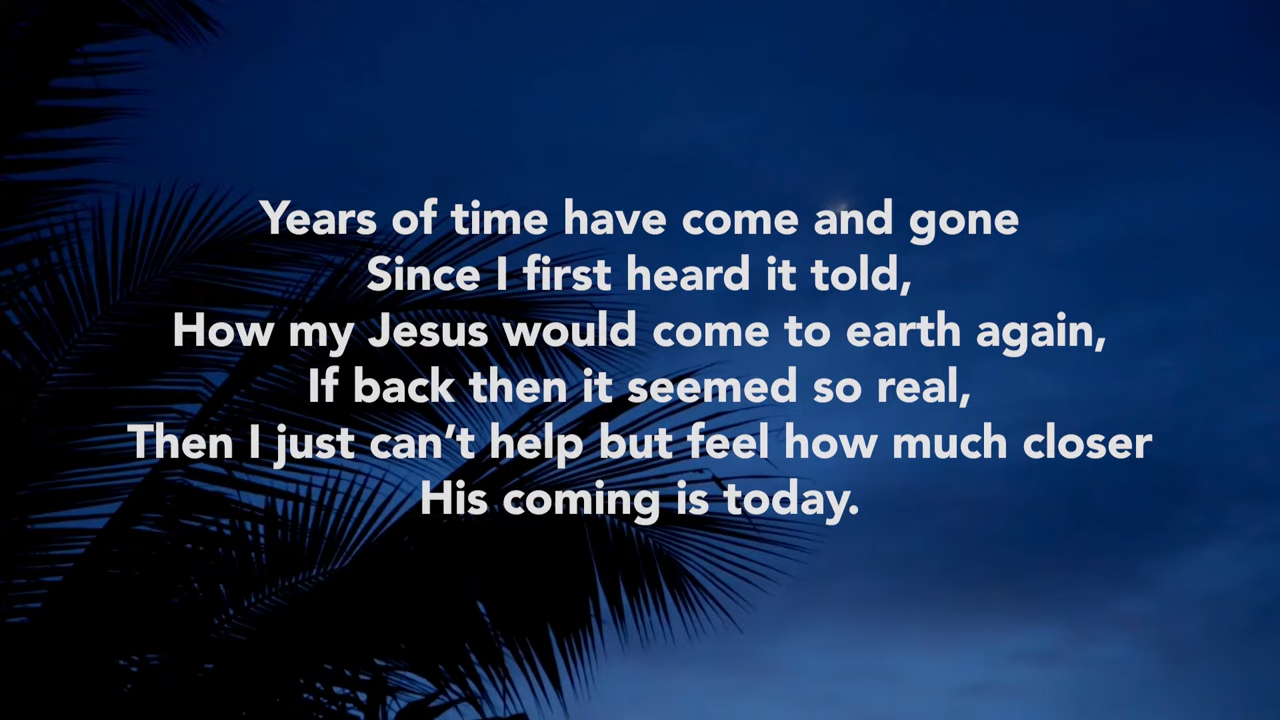 Years of time have come and gone
Since I first heard it told,
How my Jesus would come to earth again,
If back then it seemed so real,
Then I just can’t help but feel how much closer
His coming is today.